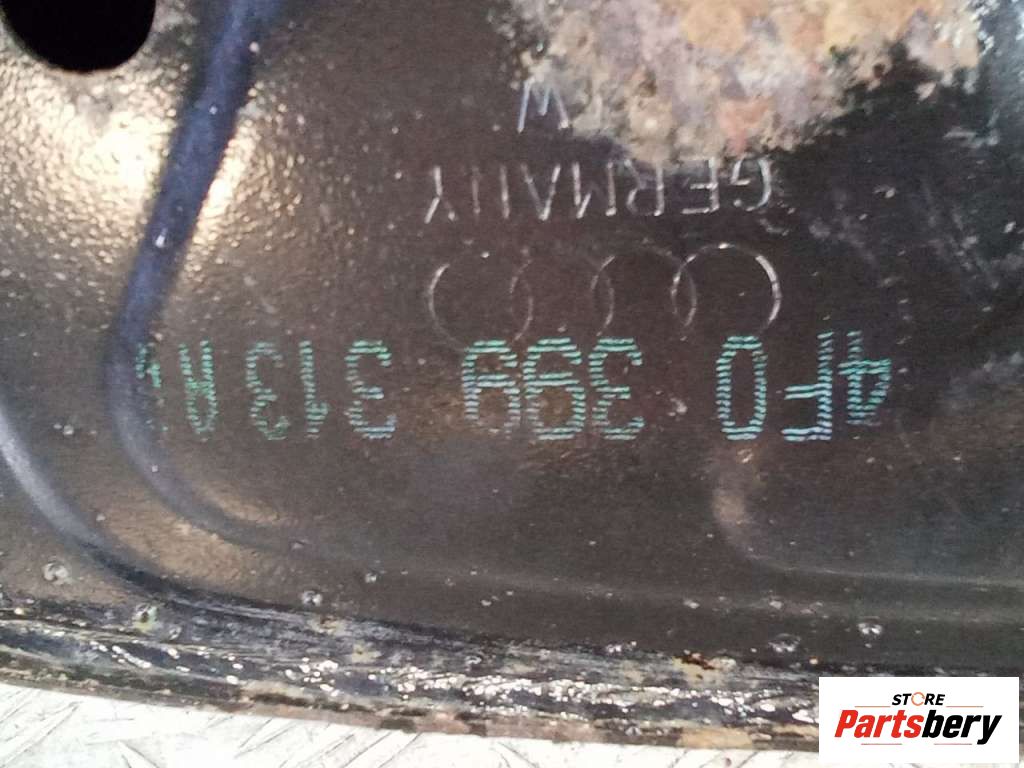 4F0 399 313
GERMANY
W
STORE
Partsbery